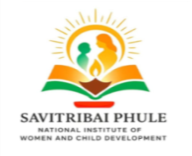 SAVITRIBAI PHULE
NATIONAL INSTITUTE OF
WOMEN AND CHILD DEVELOPMENT